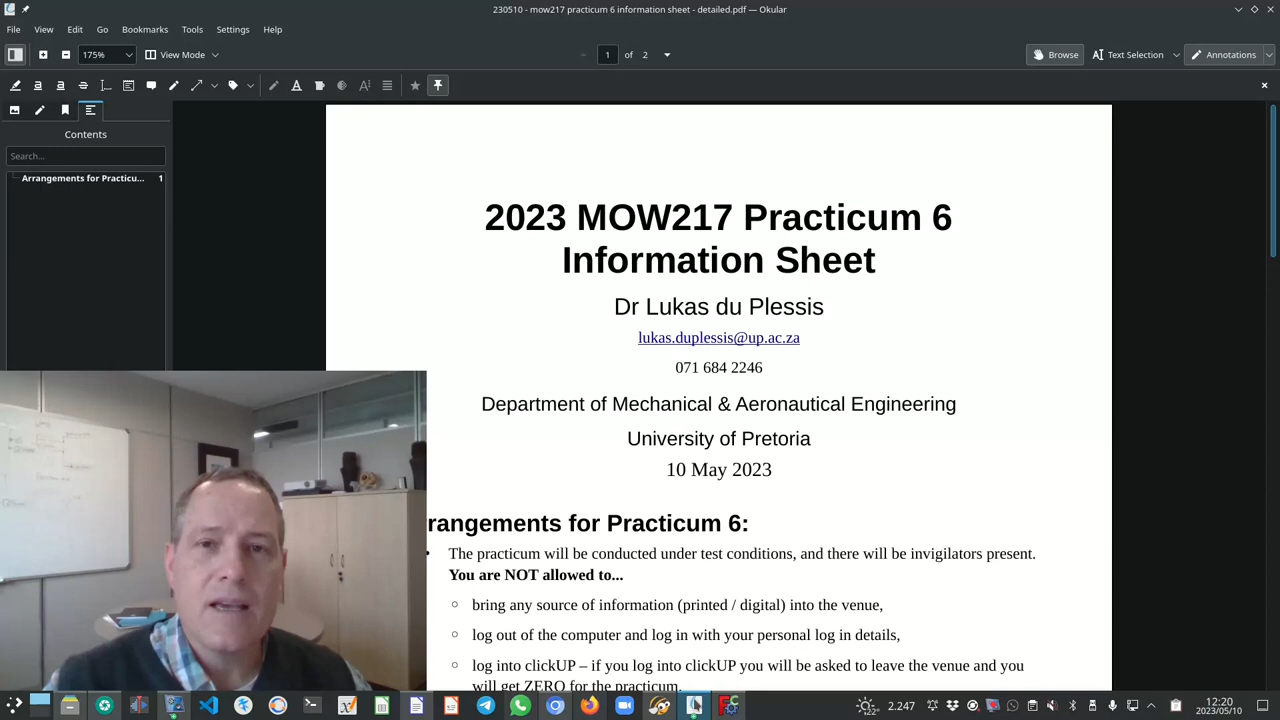 230510 - mow217 practicum 6 information sheet - detailed.pdf — Okular
File View Edit Go Bookmarks Tools Settings Help
175% View Mode 1 of 2 Browse Text Selection Annotations
Contents
Search...
Arrangements for Practicu... 1
2023 MOW217 Practicum 6
Information Sheet
Dr Lukas du Plessis
lukas.duplessis@up.ac.za
071 684 2246
Department of Mechanical & Aeronautical Engineering
University of Pretoria
10 May 2023
rangements for Practicum 6:
The practicum will be conducted under test conditions, and there will be invigilators present.
You are NOT allowed to...
bring any source of information (printed / digital) into the venue,
log out of the computer and log in with your personal log in details,
log into clickUP – if you log into clickUP you will be asked to leave the venue and you
will get ZERO for the practicum.
2.247
12:20
2023/05/10